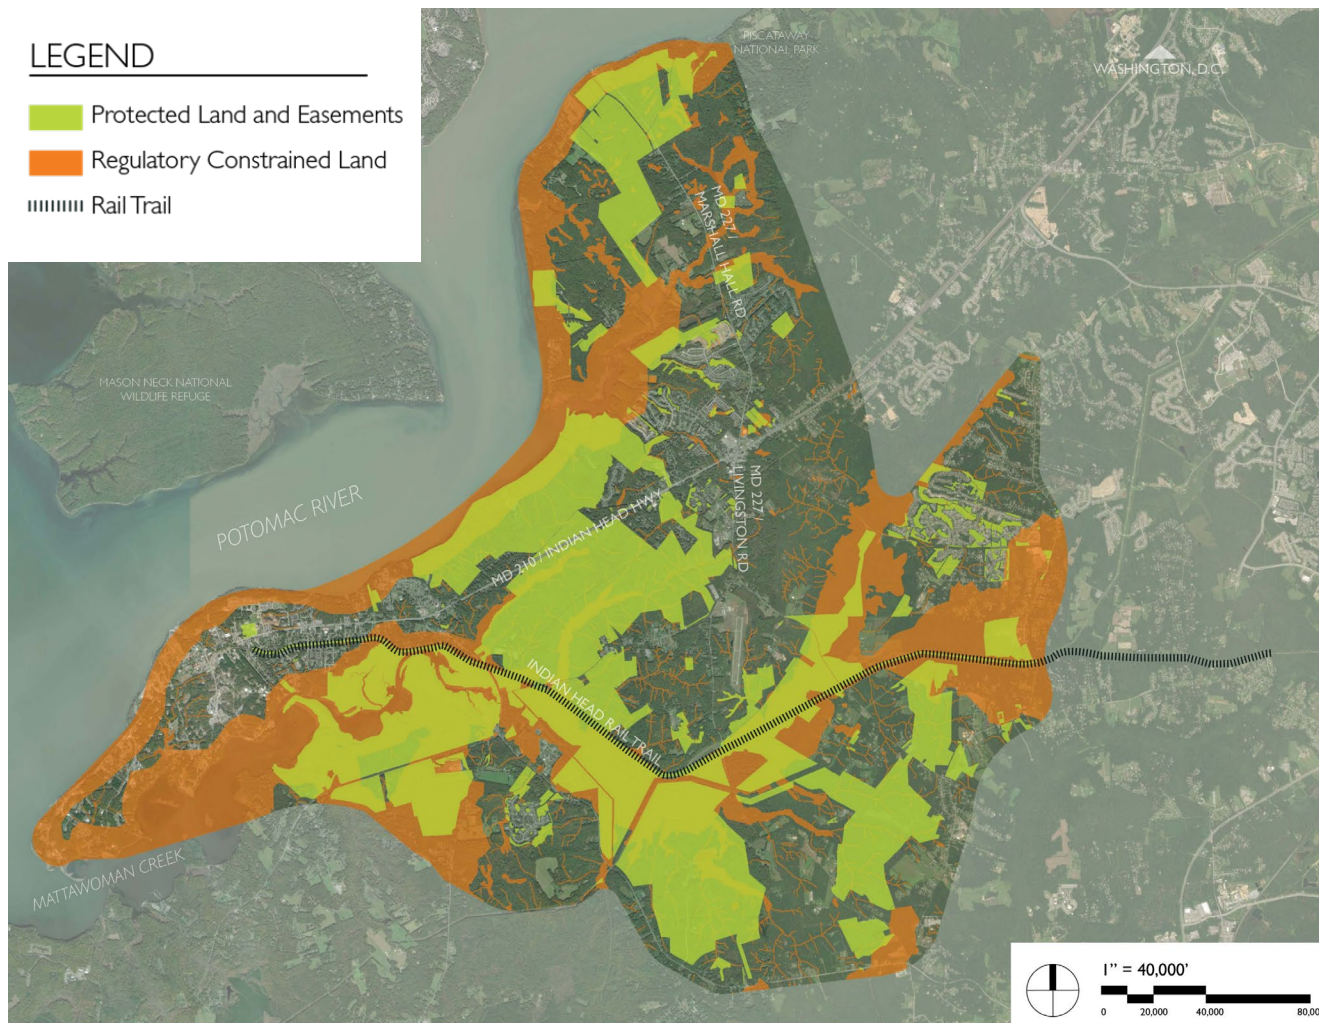 LEGEND
Protected Land and Easements
Regulatory Constrained Land
Rail Trail
PISCATAWAY
NATIONAL PARK
WASHINGTON, D.C.
MD 227 /
MARSHALL HALL RD
MASON NECK NATIONAL
WILDLIFE REFUGE
POTOMAC RIVER
MD 210 / INDIAN HEAD HWY
MD 227 /
LIVINGSTON RD
INDIAN HEAD RAIL TRAIL
MATTAWOMAN CREEK
1" = 40,000'
0 20,000 40,000 80,00